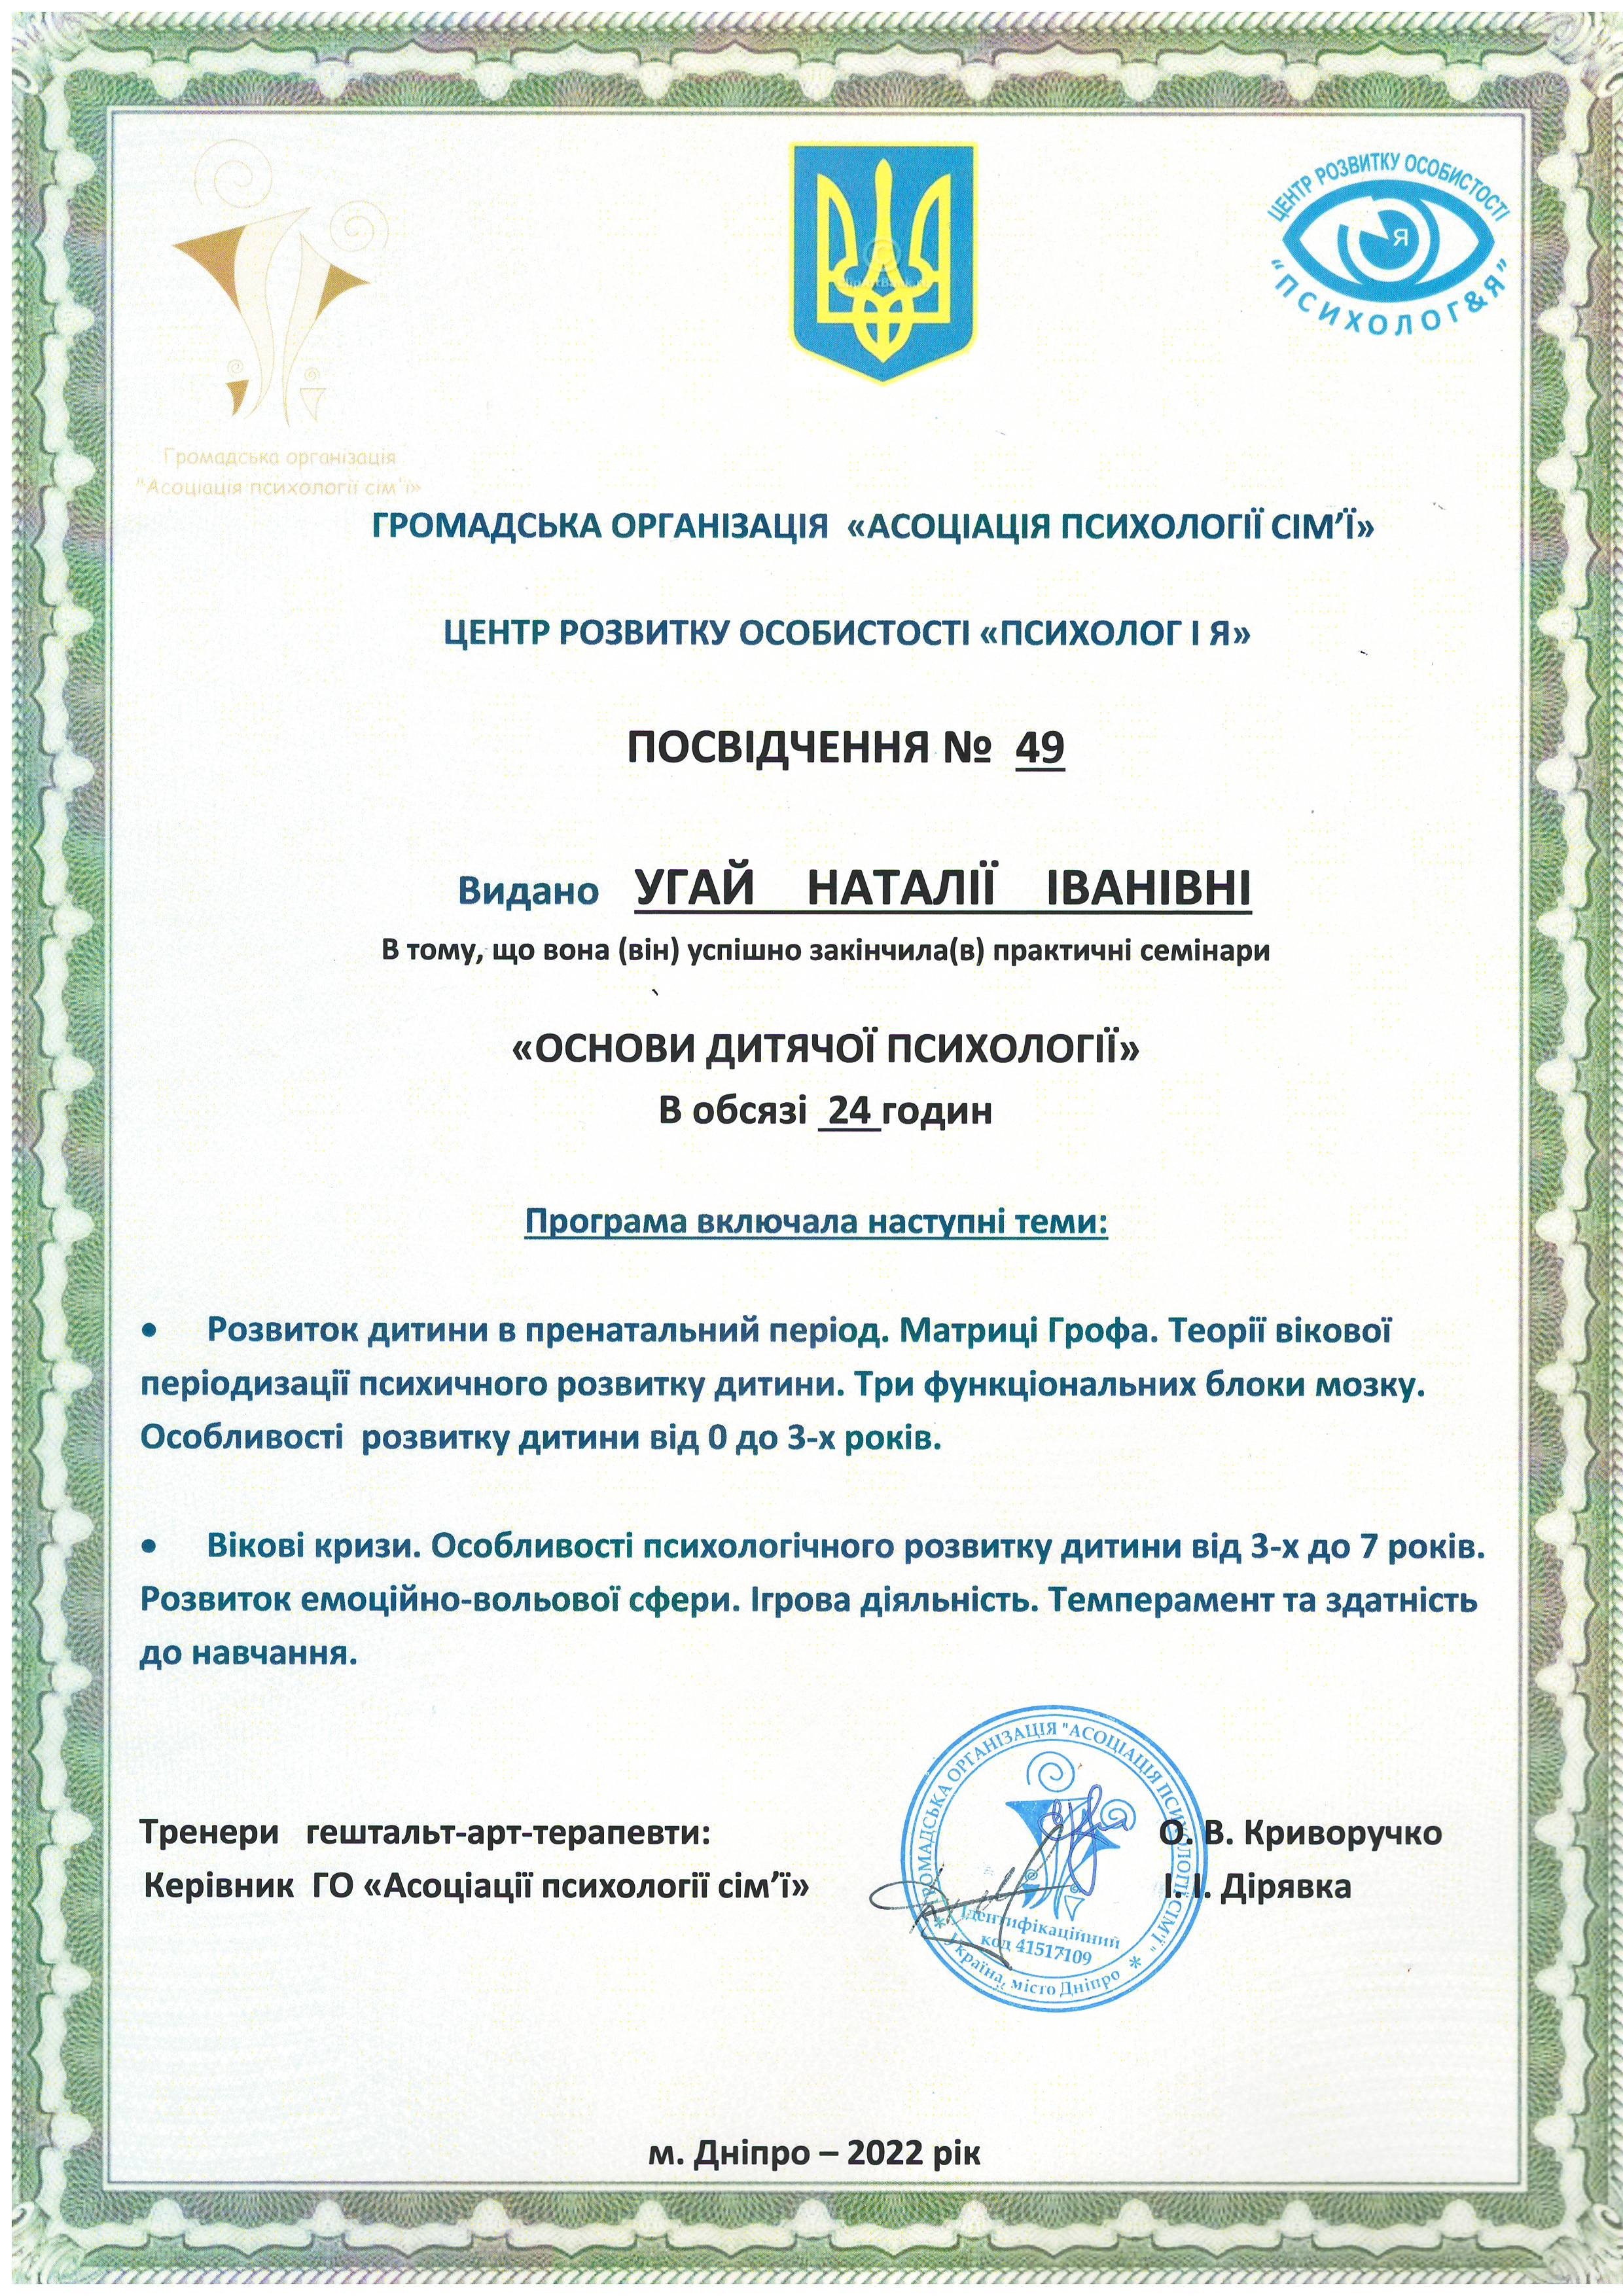 Громадська організація
"Асоціація психології сім'ї»
ЦЕНТР РОЗВИТКУ ОСОБИСТОСТІ
Я
“ПСИХОЛОГ&Я”
ГРОМАДСЬКА ОРГАНІЗАЦІЯ «АСОЦІАЦІЯ ПСИХОЛОГІЇ СІМ’Ї»
ЦЕНТР РОЗВИТКУ ОСОБИСТОСТІ «ПСИХОЛОГ І Я»
ПОСВІДЧЕННЯ № 49
Видано УГАЙ НАТАЛІЇ ІВАНІВНІ
В тому, що вона (він) успішно закінчила(в) практичні семінари
«ОСНОВИ ДИТЯЧОЇ ПСИХОЛОГІЇ»
В обсязі 24 годин
Програма включала наступні теми:
• Розвиток дитини в пренатальний період. Матриці Грофа. Теорії вікової
періодизації психичного розвитку дитини. Три функціональних блоки мозку.
Особливості розвитку дитини від 0 до 3-х років.
• Вікові кризи. Особливості психологічного розвитку дитини від 3-х до 7 років.
Розвиток емоційно-вольової сфери. Ігрова діяльність. Темперамент та здатність
до навчання.
Тренери гештальт-арт-терапевти: О. В. Криворучко
Керівник ГО «Асоціації психології сім’ї» І. І. Дірявка
ГРОМАДСЬКА ОРГАНІЗАЦІЯ "АСОЦІАЦІЯ ПСИХОЛОГІЇ СІМ'Ї"
Ідентифікаційний
код 41517109
* Україна, місто Дніпро *
м. Дніпро – 2022 рік